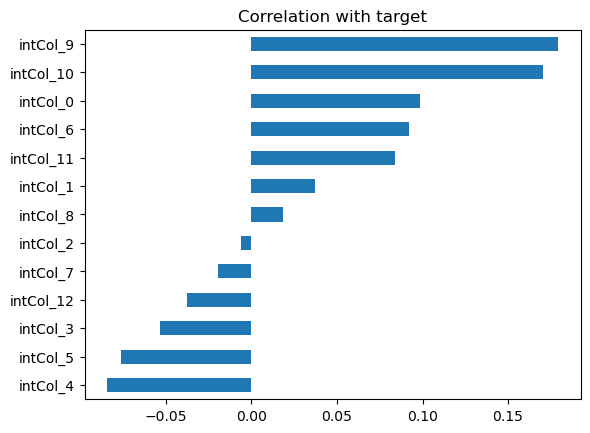 Correlation with target
intCol_9
intCol_10
intCol_0
intCol_6
intCol_11
intCol_1
intCol_8
intCol_2
intCol_7
intCol_12
intCol_3
intCol_5
intCol_4
−0.05 0.00 0.05 0.10 0.15